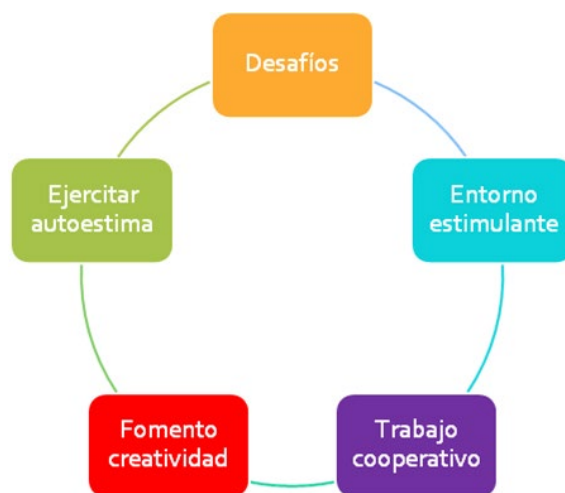 Desafíos
Entorno
estimulante
Trabajo
cooperativo
Fomento
creatividad
Ejercitar
autoestima